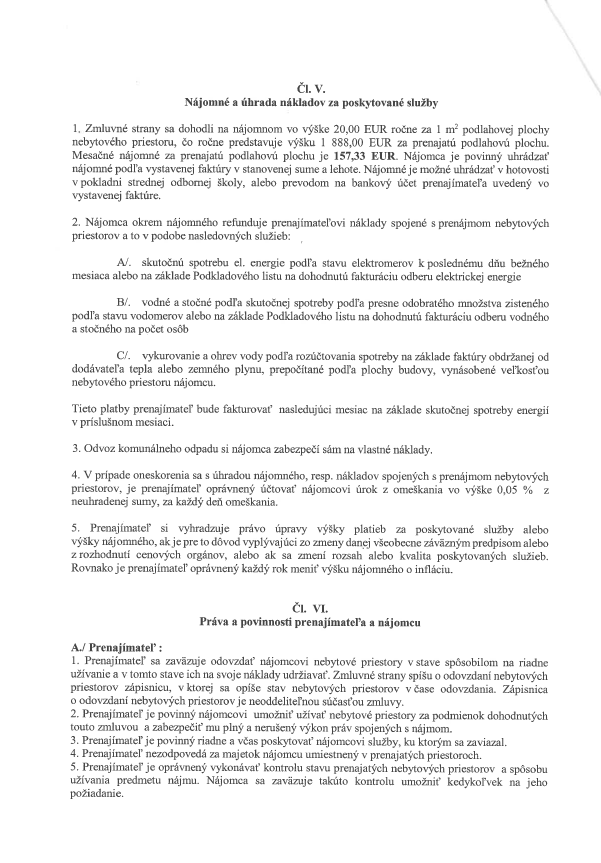 Čl. V.
Nájomné a úhrada nákladov za poskytované služby
1. Zmluvné strany sa dohodli na nájomnom vo výške 20,00 EUR ročne za 1 m² podlahovej plochy
nebytového priestoru, čo ročne predstavuje výšku 1 888,00 EUR za prenajatú podlahovú plochu.
Mesačné nájomné za prenajatú podlahovú plochu je 157,33 EUR. Nájomca je povinný uhrádzať
nájomné podľa vystavenej faktúry v stanovenej sume a lehote. Nájomné je možné uhrádzať v hotovosti
v pokladni strednej odbornej školy, alebo prevodom na bankový účet prenajímateľa uvedený vo
vystavenej faktúre.
2. Nájomca okrem nájomného refunduje prenajímateľovi náklady spojené s prenájmom nebytových
priestorov a to v podobe nasledovných služieb:
A/. skutočnú spotrebu el. energie podľa stavu elektromerov k poslednému dňu bežného
mesiaca alebo na základe Podkladového listu na dohodnutú fakturáciu odberu elektrickej energie
B/. vodné a stočné podľa skutočnej spotreby podľa presne odobratého množstva zisteného
podľa stavu vodomerov alebo na základe Podkladového listu na dohodnutú fakturáciu odberu vodného
a stočného na počet osôb
C/. vykurovanie a ohrev vody podľa rozúčtovania spotreby na základe faktúry obdržanej od
dodávateľa tepla alebo zemného plynu, prepočítané podľa plochy budovy, vynásobené veľkosťou
nebytového priestoru nájomcu.
Tieto platby prenajímateľ bude fakturovať nasledujúci mesiac na základe skutočnej spotreby energií
v príslušnom mesiaci.
3. Odvoz komunálneho odpadu si nájomca zabezpečí sám na vlastné náklady.
4. V prípade oneskorenia sa s úhradou nájomného, resp. nákladov spojených s prenájmom nebytových
priestorov, je prenajímateľ oprávnený účtovať nájomcovi úrok z omeškania vo výške 0,05 % z
neuhradenej sumy, za každý deň omeškania.
5. Prenajímateľ si vyhradzuje právo úpravy výšky platieb za poskytované služby alebo
výšky nájomného, ak je pre to dôvod vyplývajúci zo zmeny danej všeobecne záväzným predpisom alebo
z rozhodnutí cenových orgánov, alebo ak sa zmení rozsah alebo kvalita poskytovaných služieb.
Rovnako je prenajímateľ oprávnený každý rok meniť výšku nájomného o infláciu.
Čl. VI.
Práva a povinnosti prenajímateľa a nájomcu
A./ Prenajímateľ :
1. Prenajímateľ sa zaväzuje odovzdať nájomcovi nebytové priestory v stave spôsobilom na riadne
užívanie a v tomto stave ich na svoje náklady udržiavať. Zmluvné strany spíšu o odovzdaní nebytových
priestorov zápisnicu, v ktorej sa opíše stav nebytových priestorov v čase odovzdania. Zápisnica
o odovzdaní nebytových priestorov je neoddeliteľnou súčasťou zmluvy.
2. Prenajímateľ je povinný nájomcovi umožniť užívať nebytové priestory za podmienok dohodnutých
touto zmluvou a zabezpečiť mu plný a nerušený výkon práv spojených s nájmom.
3. Prenajímateľ je povinný riadne a včas poskytovať nájomcovi služby, ku ktorým sa zaviazal.
4. Prenajímateľ nezodpovedá za majetok nájomcu umiestnený v prenajatých priestoroch.
5. Prenajímateľ je oprávnený vykonávať kontrolu stavu prenajatých nebytových priestorov a spôsobu
užívania predmetu nájmu. Nájomca sa zaväzuje takúto kontrolu umožniť kedykoľvek na jeho
požiadanie.